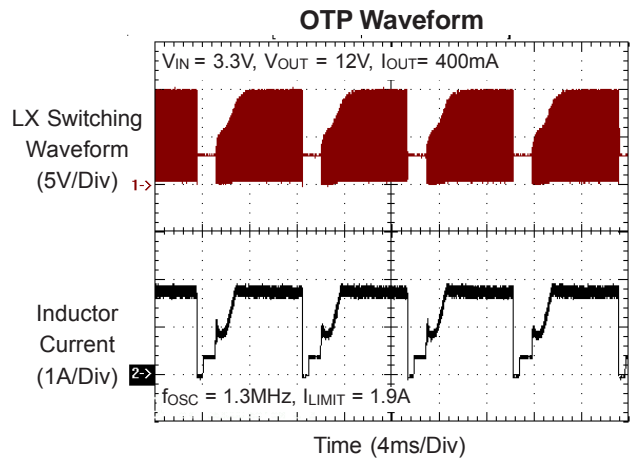 OTP Waveform
VIN = 3.3V, VOUT = 12V, IOUT= 400mA
LX Switching
Waveform
(5V/Div)
1->
Inductor
Current
(1A/Div)
2->
fOSC = 1.3MHz, ILIMIT = 1.9A
Time (4ms/Div)